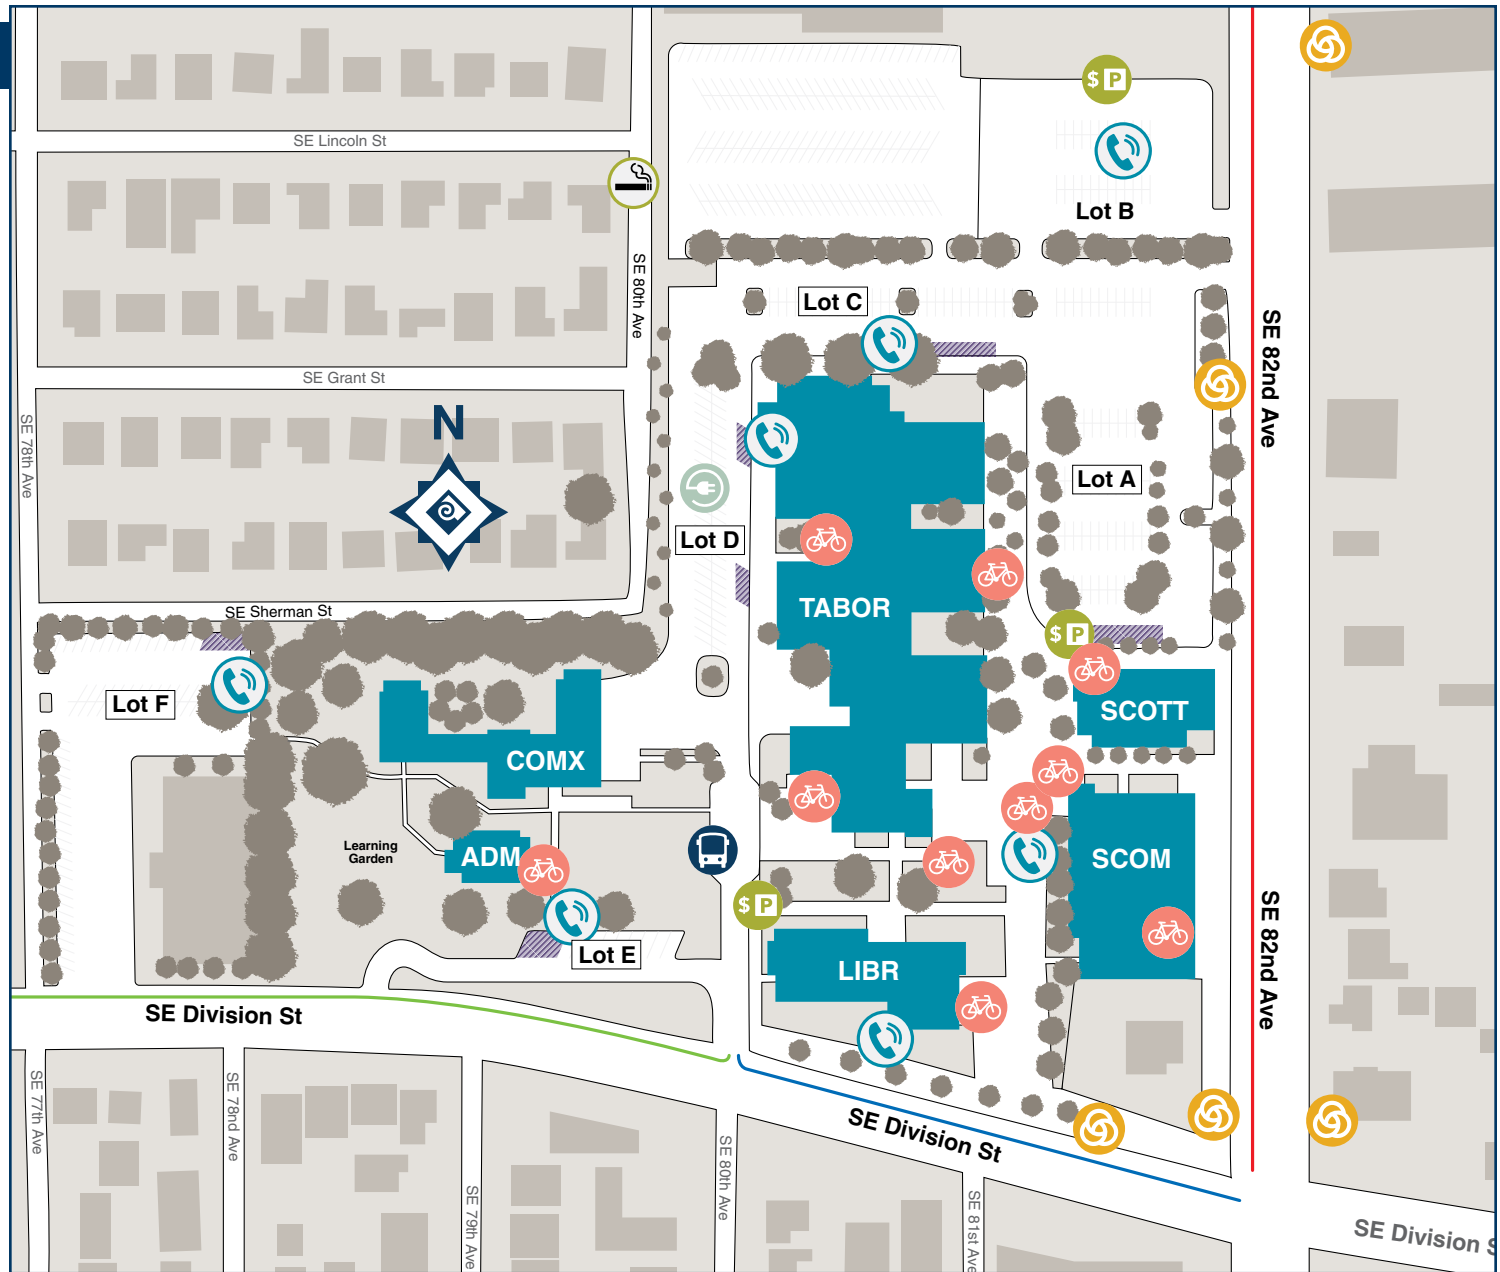 $ P
SE Lincoln St
Lot B
SE 80th Ave
Lot C
SE 82nd Ave
SE Grant St
N
SE 78th Ave
Lot A
Lot D
TABOR
SE Sherman St
$ P
Lot F
SCOTT
COMX
Learning
Garden
ADM
SCOM
$ P
SE 82nd Ave
Lot E
LIBR
SE Division St
SE Division St
SE 77th Ave
SE 78nd Ave
SE 79th Ave
SE 80th Ave
SE 81st Ave
SE Division S